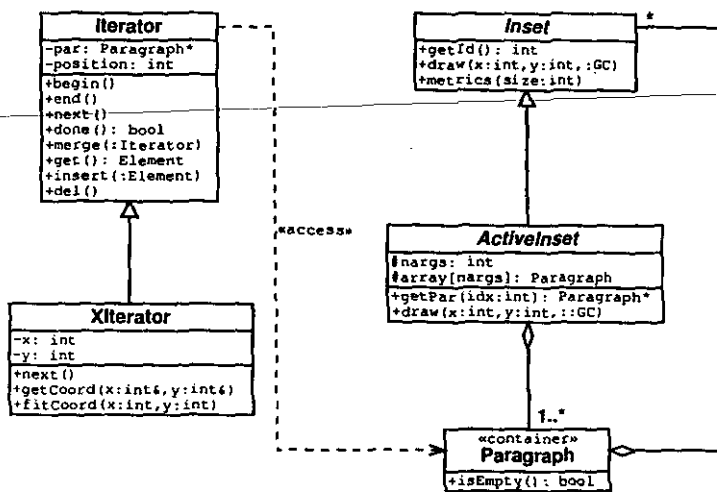 Iterator
-par: Paragraph*
-position: int
+begin()
+end()
+next()
+done(): bool
+merge(:Iterator)
+get(): Element
+insert(:Element)
+del()
XIterator
-x: int
-y: int
+next()
+getCoord(x:int&,y:int&)
+fitCoord(x:int,y:int)
«access»
Inset
*
+getId(): int
+draw(x:int,y:int,:GC)
+metrics(size:int)
ActiveInset
#nargs: int
#array[nargs]: Paragraph
+getPar(idx:int): Paragraph*
+draw(x:int,y:int,::GC)
1..*
«container»
Paragraph
+isEmpty(): bool